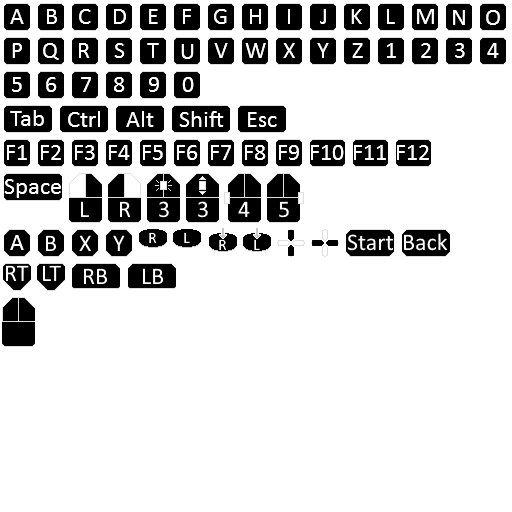 A B C D E F G H I J K L M N O
P Q R S T U V W X Y Z 1 2 3 4
5 6 7 8 9 0
Tab Ctrl Alt Shift Esc
F1 F2 F3 F4 F5 F6 F7 F8 F9 F10 F11 F12
Space L R 3 3 4 5
A B X Y R L R L Start Back
RT LT RB LB